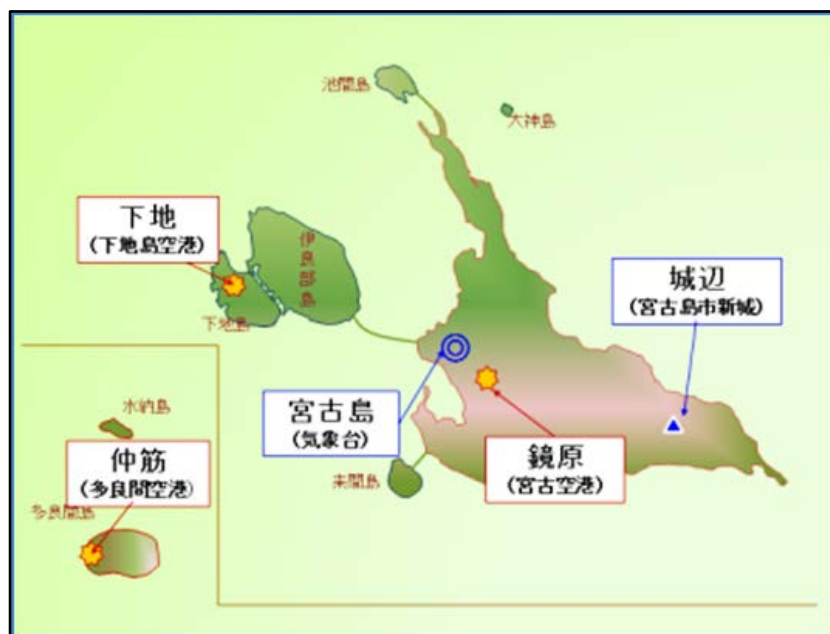 池間島
大神島
下地
(下地島空港)
伊良部島
城辺
(宮古島市新城)
下地島
水納島
宮古島
(気象台)
鏡原
(宮古空港)
仲筋
(多良間空港)
来間島
多良間島